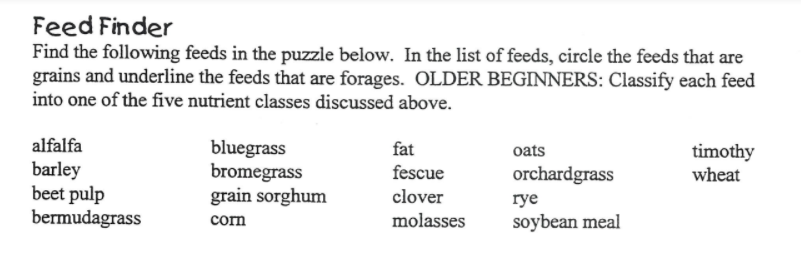 Feed Finder
Find the following feeds in the puzzle below. In the list of feeds, circle the feeds that are
grains and underline the feeds that are forages. OLDER BEGINNERS: Classify each feed
into one of the five nutrient classes discussed above.
alfalfa bluegrass fat oats timothy
barley bromegrass fescue orchardgrass wheat
beet pulp grain sorghum clover rye
bermudagrass corn molasses soybean meal